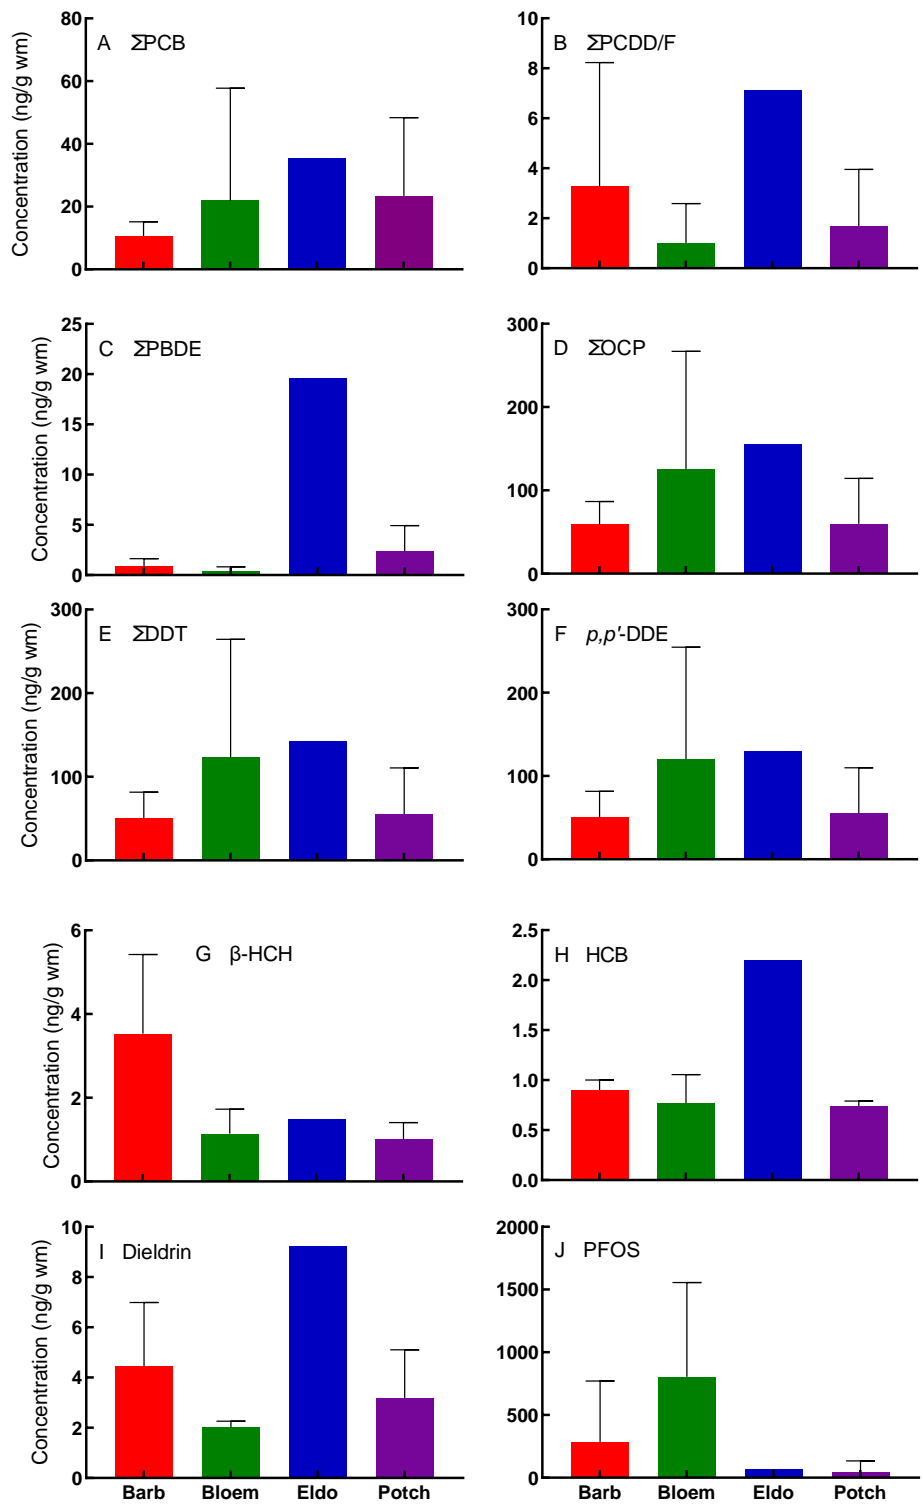 A ΣPCB
Concentration (ng/g wm)
80
60
40
20
0
B ΣPCDD/F
10
8
6
4
2
0
C ΣPBDE
Concentration (ng/g wm)
25
20
15
10
5
0
D ΣOCP
300
200
100
0
E ΣDDT
Concentration (ng/g wm)
300
200
100
0
F p,p'-DDE
300
200
100
0
G β-HCH
Concentration (ng/g wm)
6
4
2
0
H HCB
2.5
2.0
1.5
1.0
0.5
0.0
I Dieldrin
Concentration (ng/g wm)
10
8
6
4
2
0
Barb Bloem Eldo Potch
J PFOS
2000
1500
1000
500
0
Barb Bloem Eldo Potch